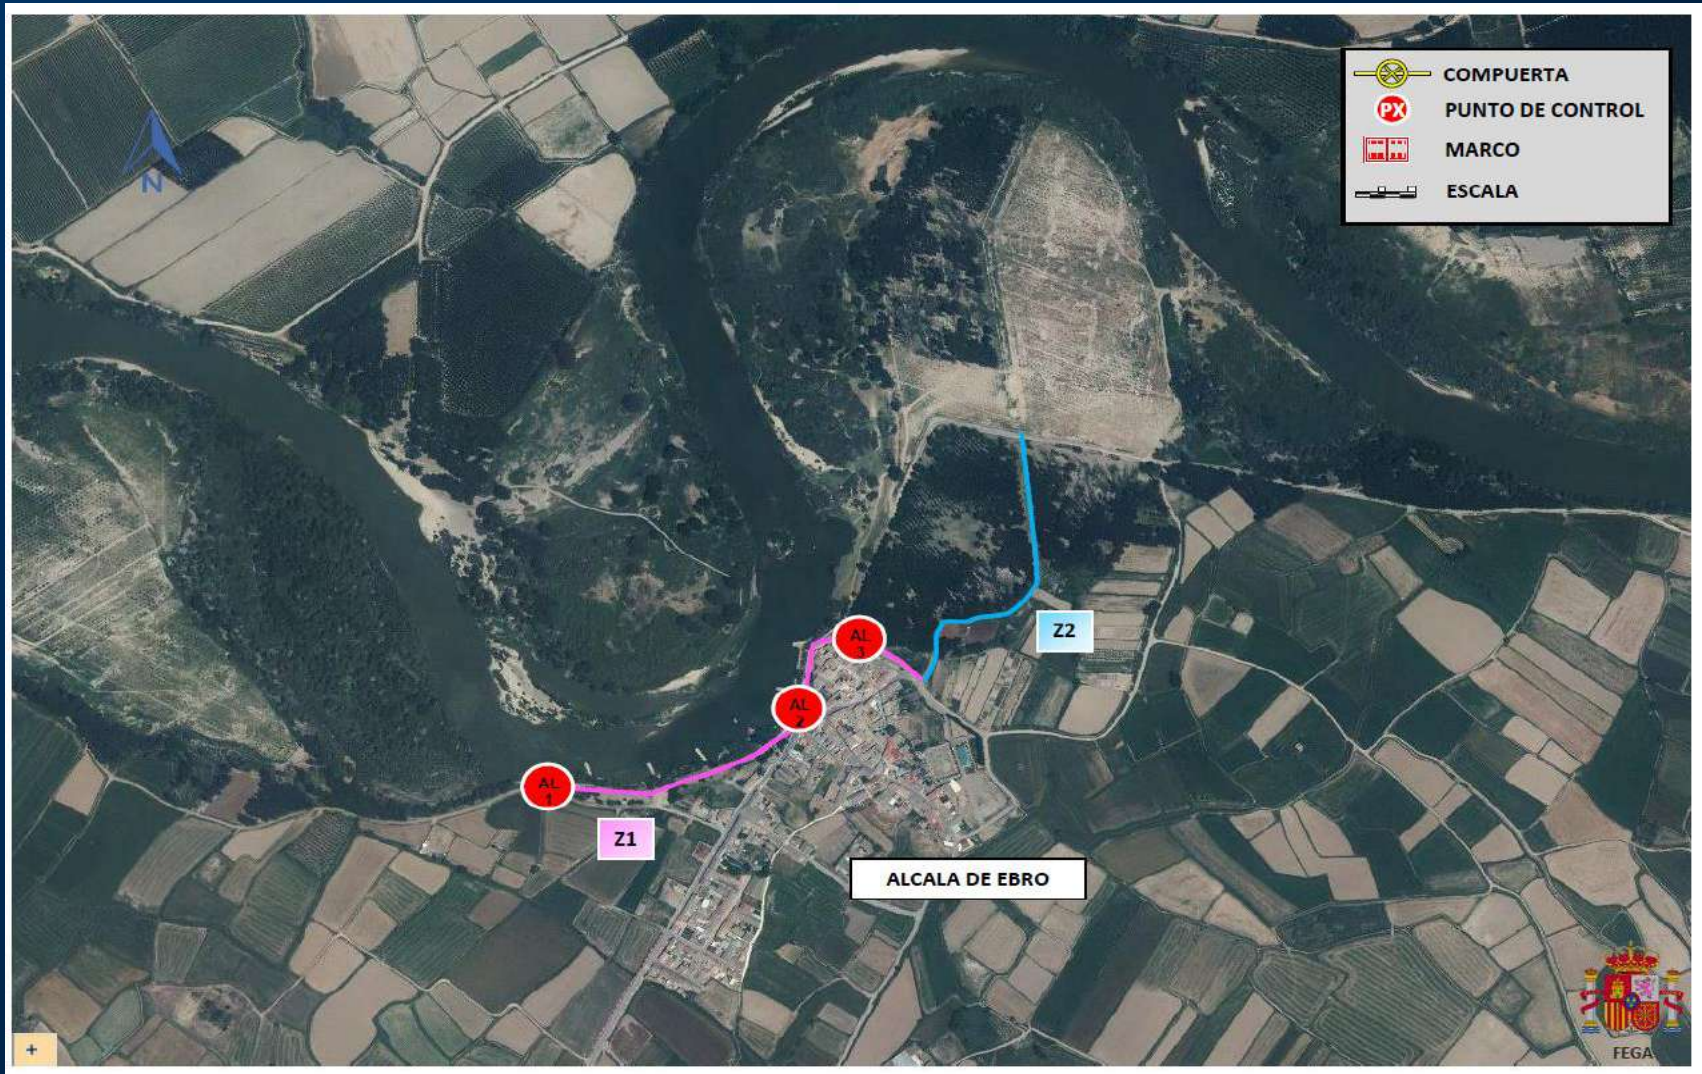 COMPUERTA
PX PUNTO DE CONTROL
MARCO
ESCALA
N
Z2
AL
3
AL
2
AL
1
Z1
ALCALA DE EBRO
+
FEGA